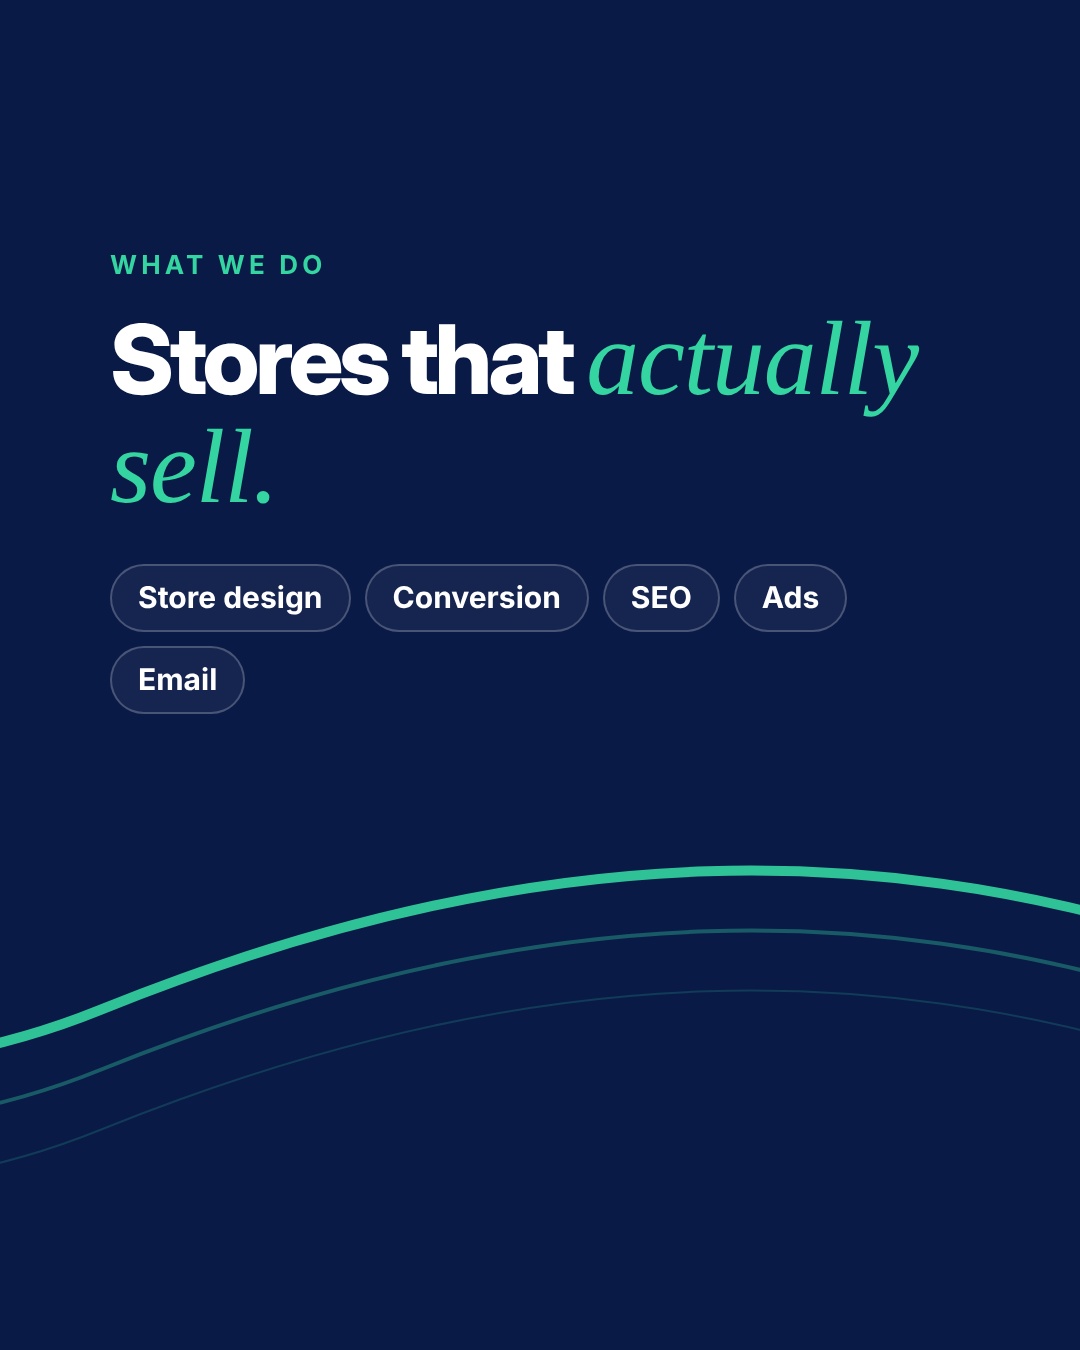 WHAT WE DO
Stores that actually
sell.
Store design Conversion SEO Ads
Email